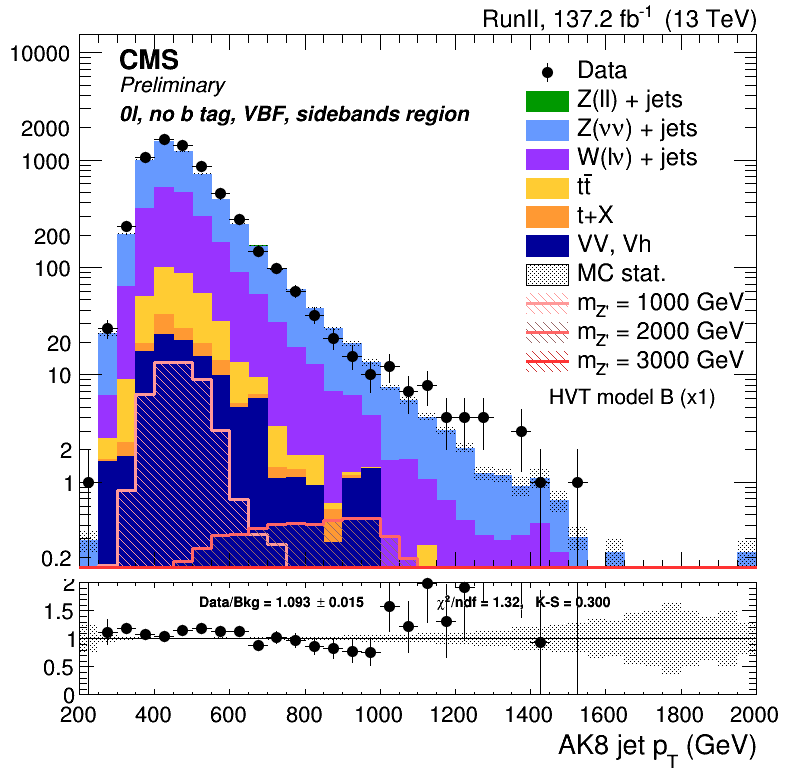 RunII, 137.2 fb⁻¹ (13 TeV)
CMS
Preliminary
0l, no b tag, VBF, sidebands region
Data
Z(ll) + jets
Z(νν) + jets
W(lν) + jets
tt̄
t+X
VV, Vh
MC stat.
m_Z' = 1000 GeV
m_Z' = 2000 GeV
m_Z' = 3000 GeV
HVT model B (x1)
10000
2000
1000
200
100
20
10
2
1
0.2
Data/Bkg = 1.093 ± 0.015 χ²/ndf = 1.32, K-S = 0.300
2
1.5
1
0.5
0
200 400 600 800 1000 1200 1400 1600 1800 2000
AK8 jet p_T (GeV)